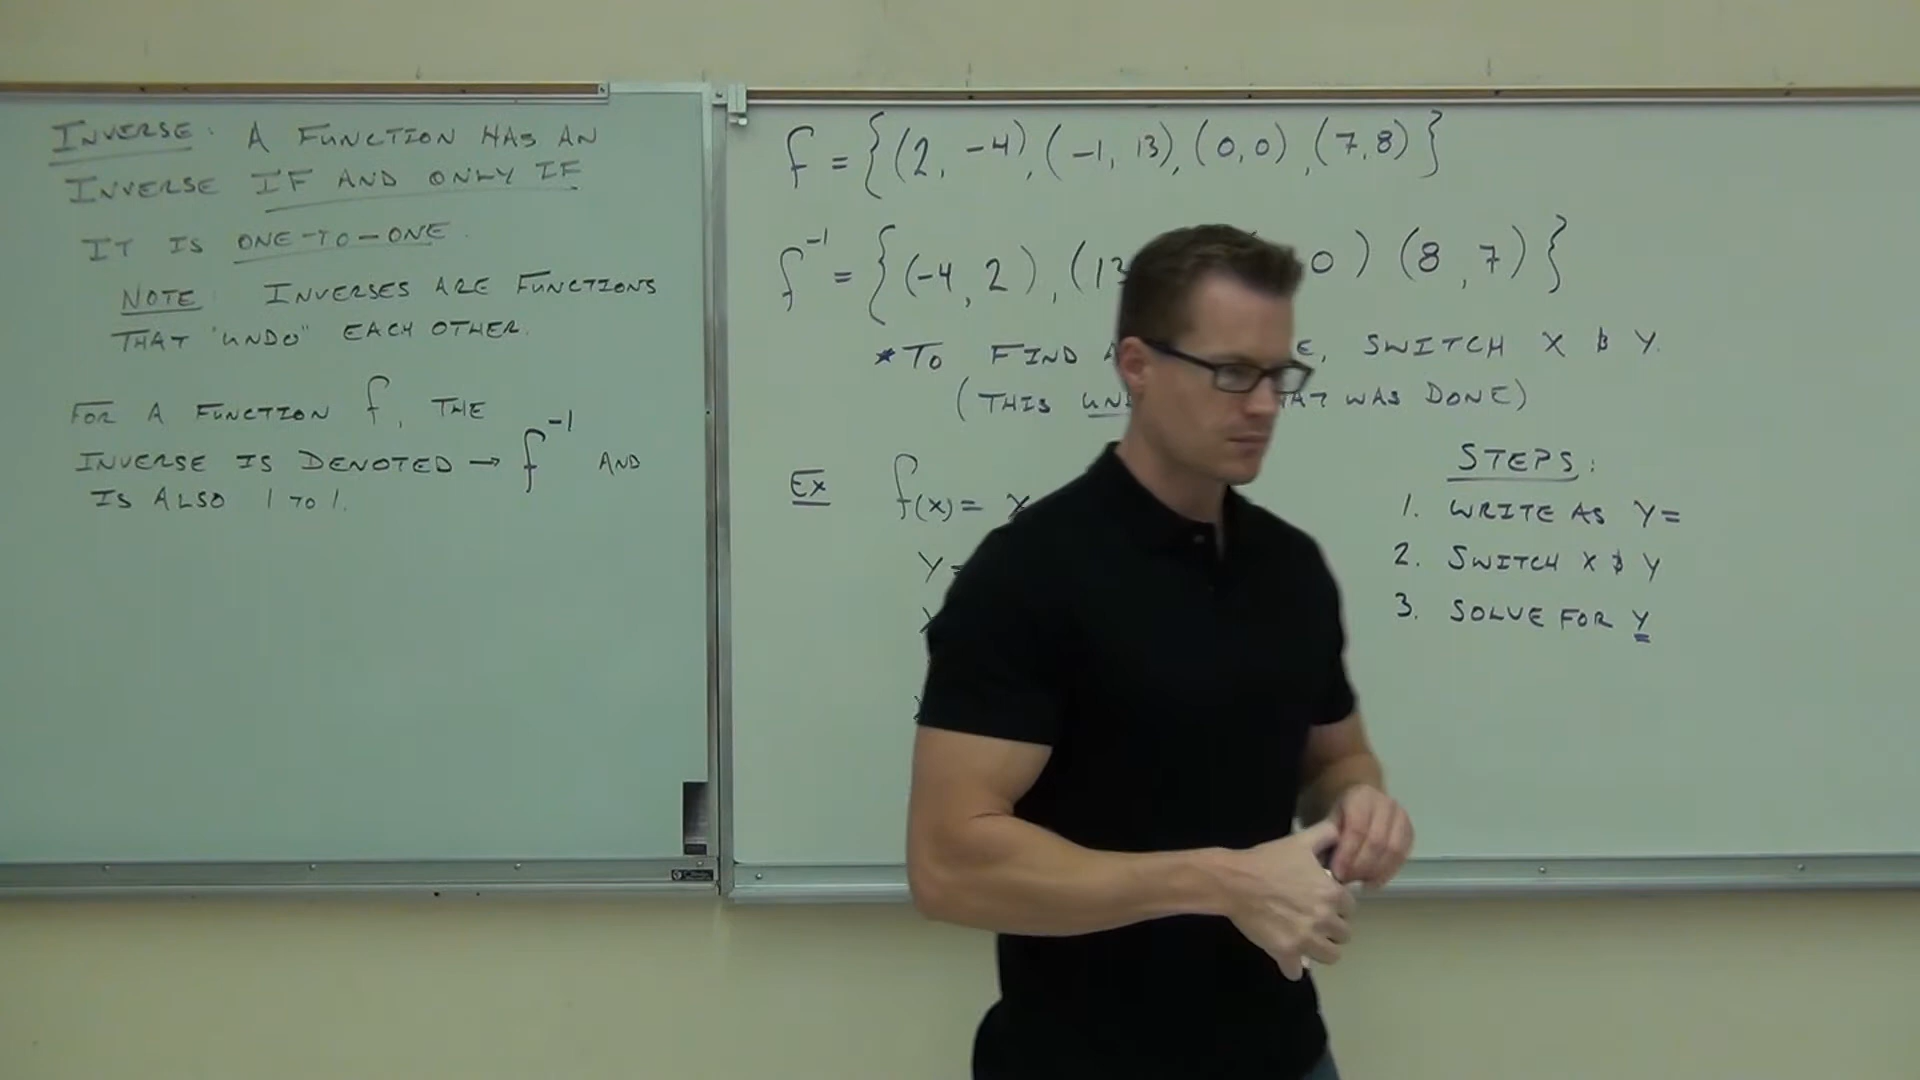 INVERSE: A FUNCTION HAS AN
INVERSE IF AND ONLY IF
IT IS ONE-TO-ONE.
NOTE: INVERSES ARE FUNCTIONS
THAT "UNDO" EACH OTHER.
FOR A FUNCTION f, THE
INVERSE IS DENOTED → f⁻¹ AND
IS ALSO 1 TO 1.
f = {(2, -4), (-1, 13), (0,0), (7,8)}
f⁻¹ = {(-4, 2), (13 0) (8, 7)}
*TO FIND SWITCH X & Y.
(THIS WAS DONE)
Ex f(x) = x
Y =
STEPS:
1. WRITE AS Y=
2. SWITCH X & Y
3. SOLVE FOR Y